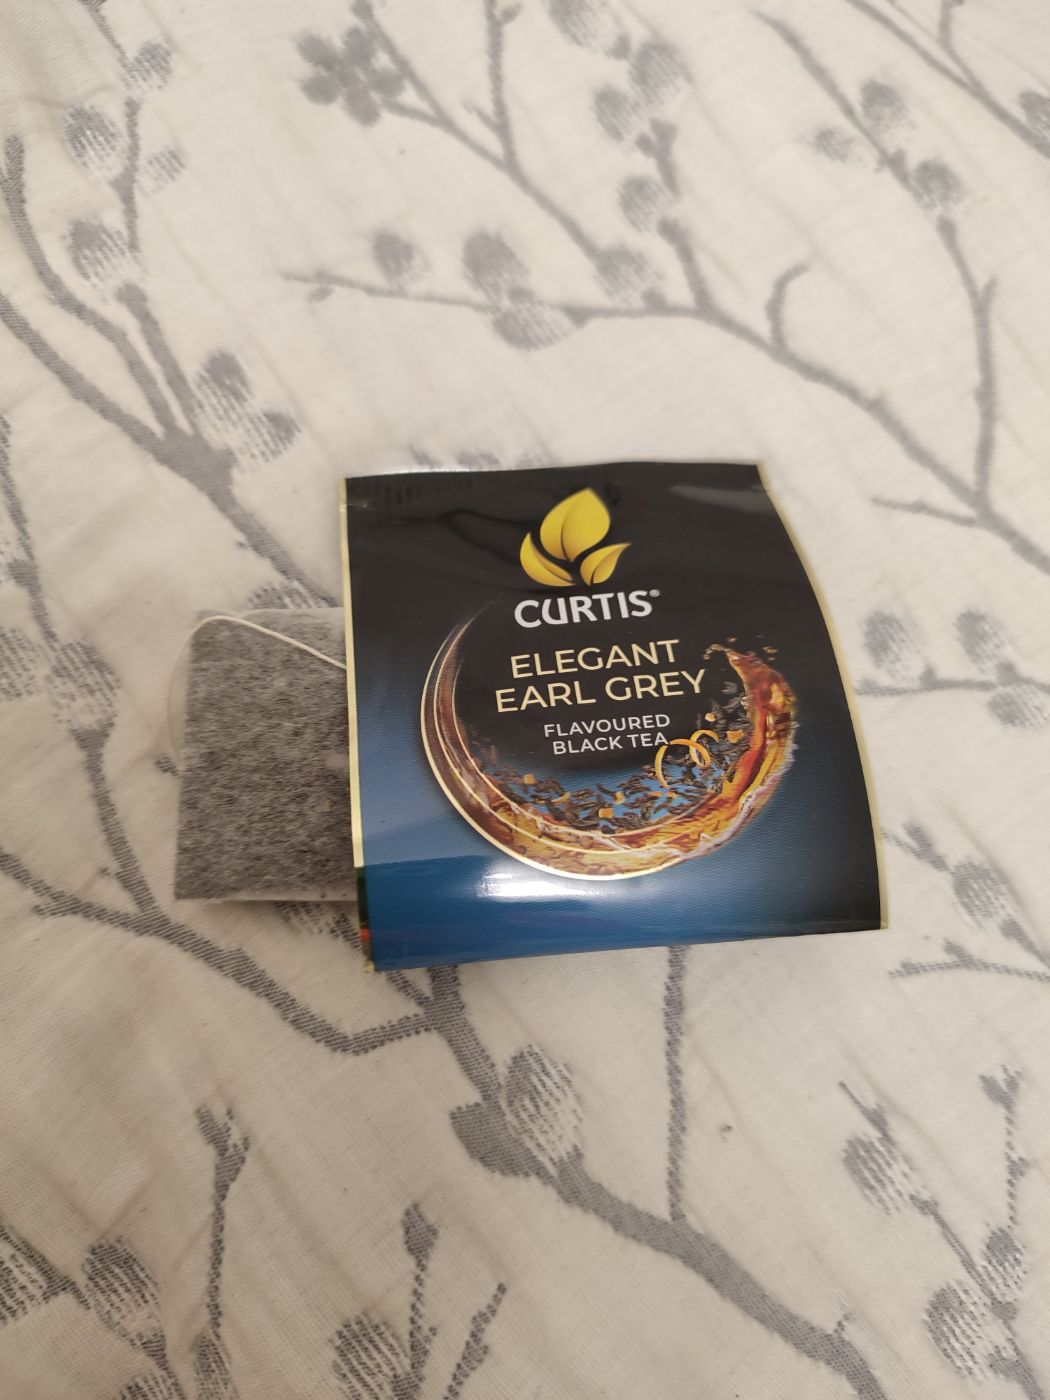 CURTIS®
ELEGANT
EARL GREY
FLAVOURED
BLACK TEA